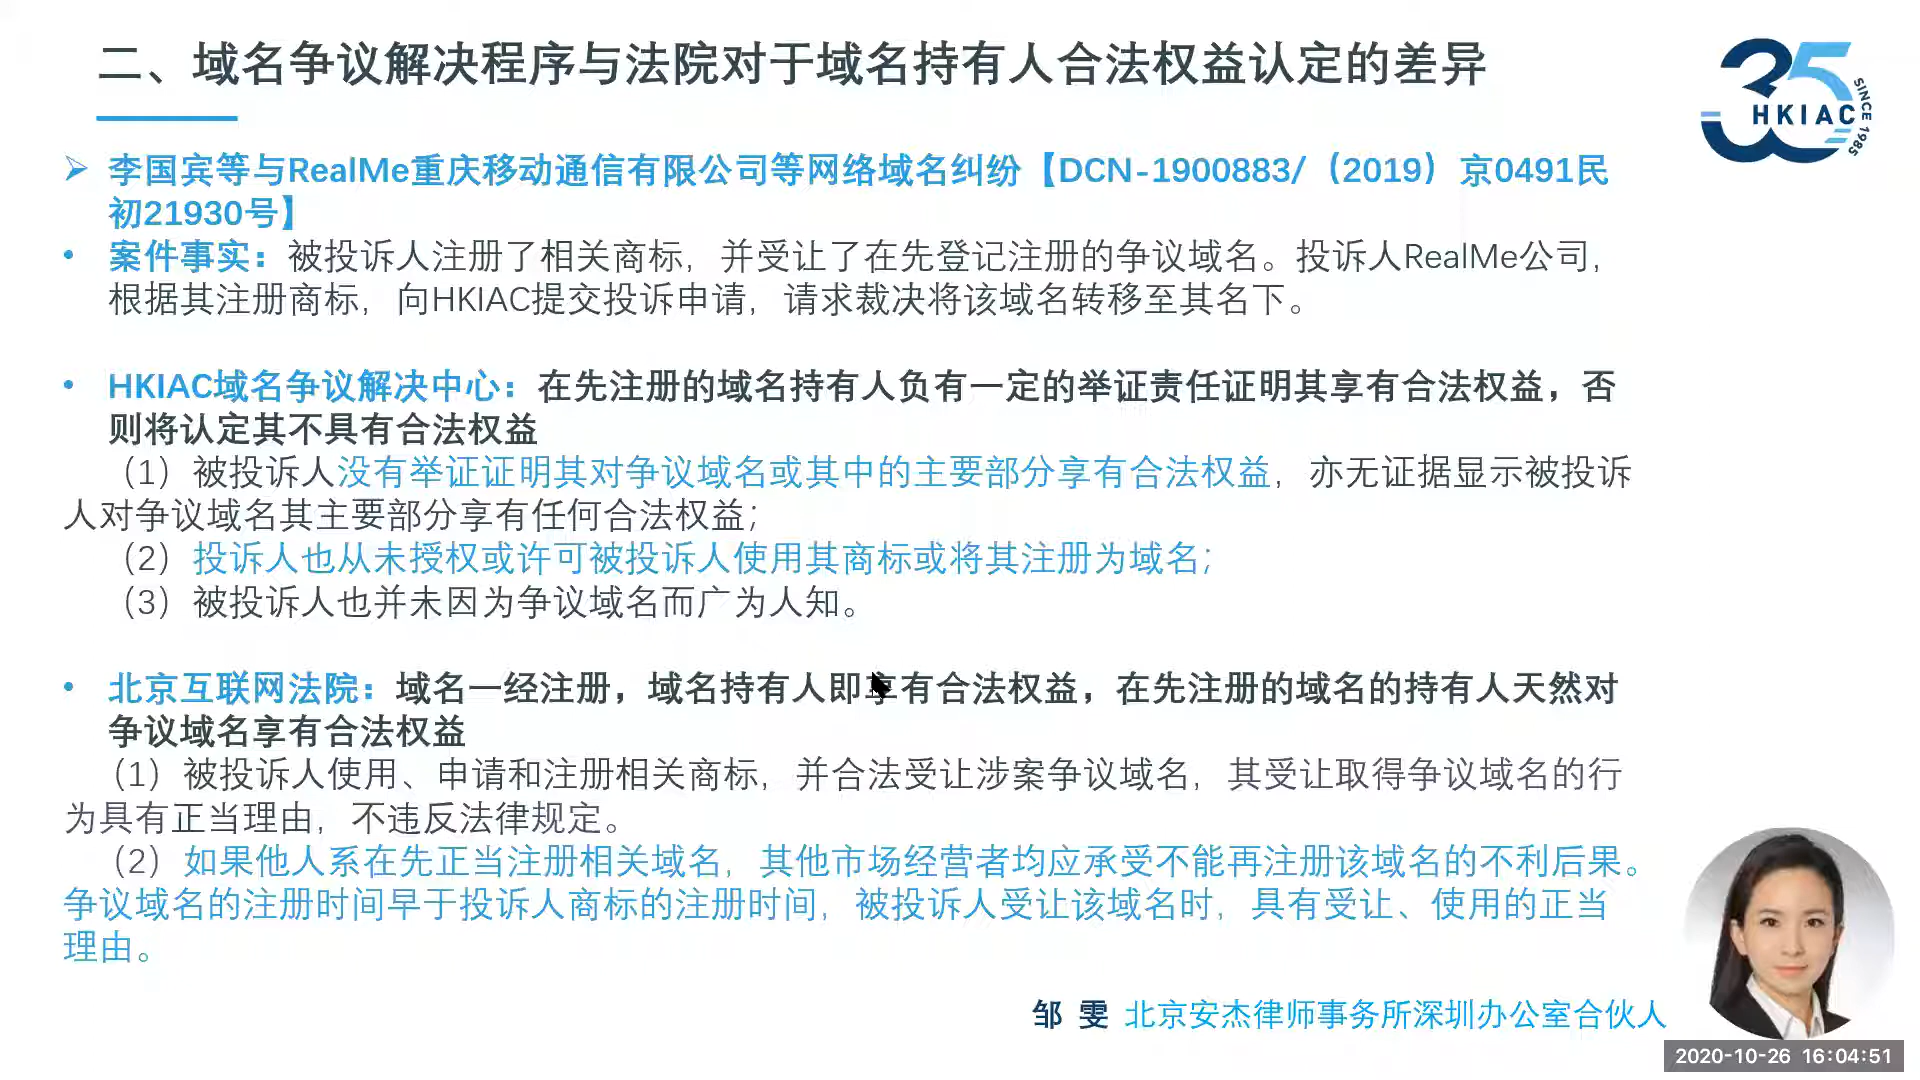 二、域名争议解决程序与法院对于域名持有人合法权益认定的差异
35
HKIAC
SINCE 1985
➢ 李国宾等与RealMe重庆移动通信有限公司等网络域名纠纷【DCN-1900883/（2019）京0491民
初21930号】
• 案件事实：被投诉人注册了相关商标，并受让了在先登记注册的争议域名。投诉人RealMe公司，
根据其注册商标，向HKIAC提交投诉申请，请求裁决将该域名转移至其名下。
• HKIAC域名争议解决中心：在先注册的域名持有人负有一定的举证责任证明其享有合法权益，否
则将认定其不具有合法权益
（1）被投诉人没有举证证明其对争议域名或其中的主要部分享有合法权益，亦无证据显示被投诉
人对争议域名其主要部分享有任何合法权益；
（2）投诉人也从未授权或许可被投诉人使用其商标或将其注册为域名；
（3）被投诉人也并未因为争议域名而广为人知。
• 北京互联网法院：域名一经注册，域名持有人即享有合法权益，在先注册的域名的持有人天然对
争议域名享有合法权益
（1）被投诉人使用、申请和注册相关商标，并合法受让涉案争议域名，其受让取得争议域名的行
为具有正当理由，不违反法律规定。
（2）如果他人系在先正当注册相关域名，其他市场经营者均应承受不能再注册该域名的不利后果。
争议域名的注册时间早于投诉人商标的注册时间，被投诉人受让该域名时，具有受让、使用的正当
理由。
邹 雯 北京安杰律师事务所深圳办公室合伙人
2020-10-26 16:04:51